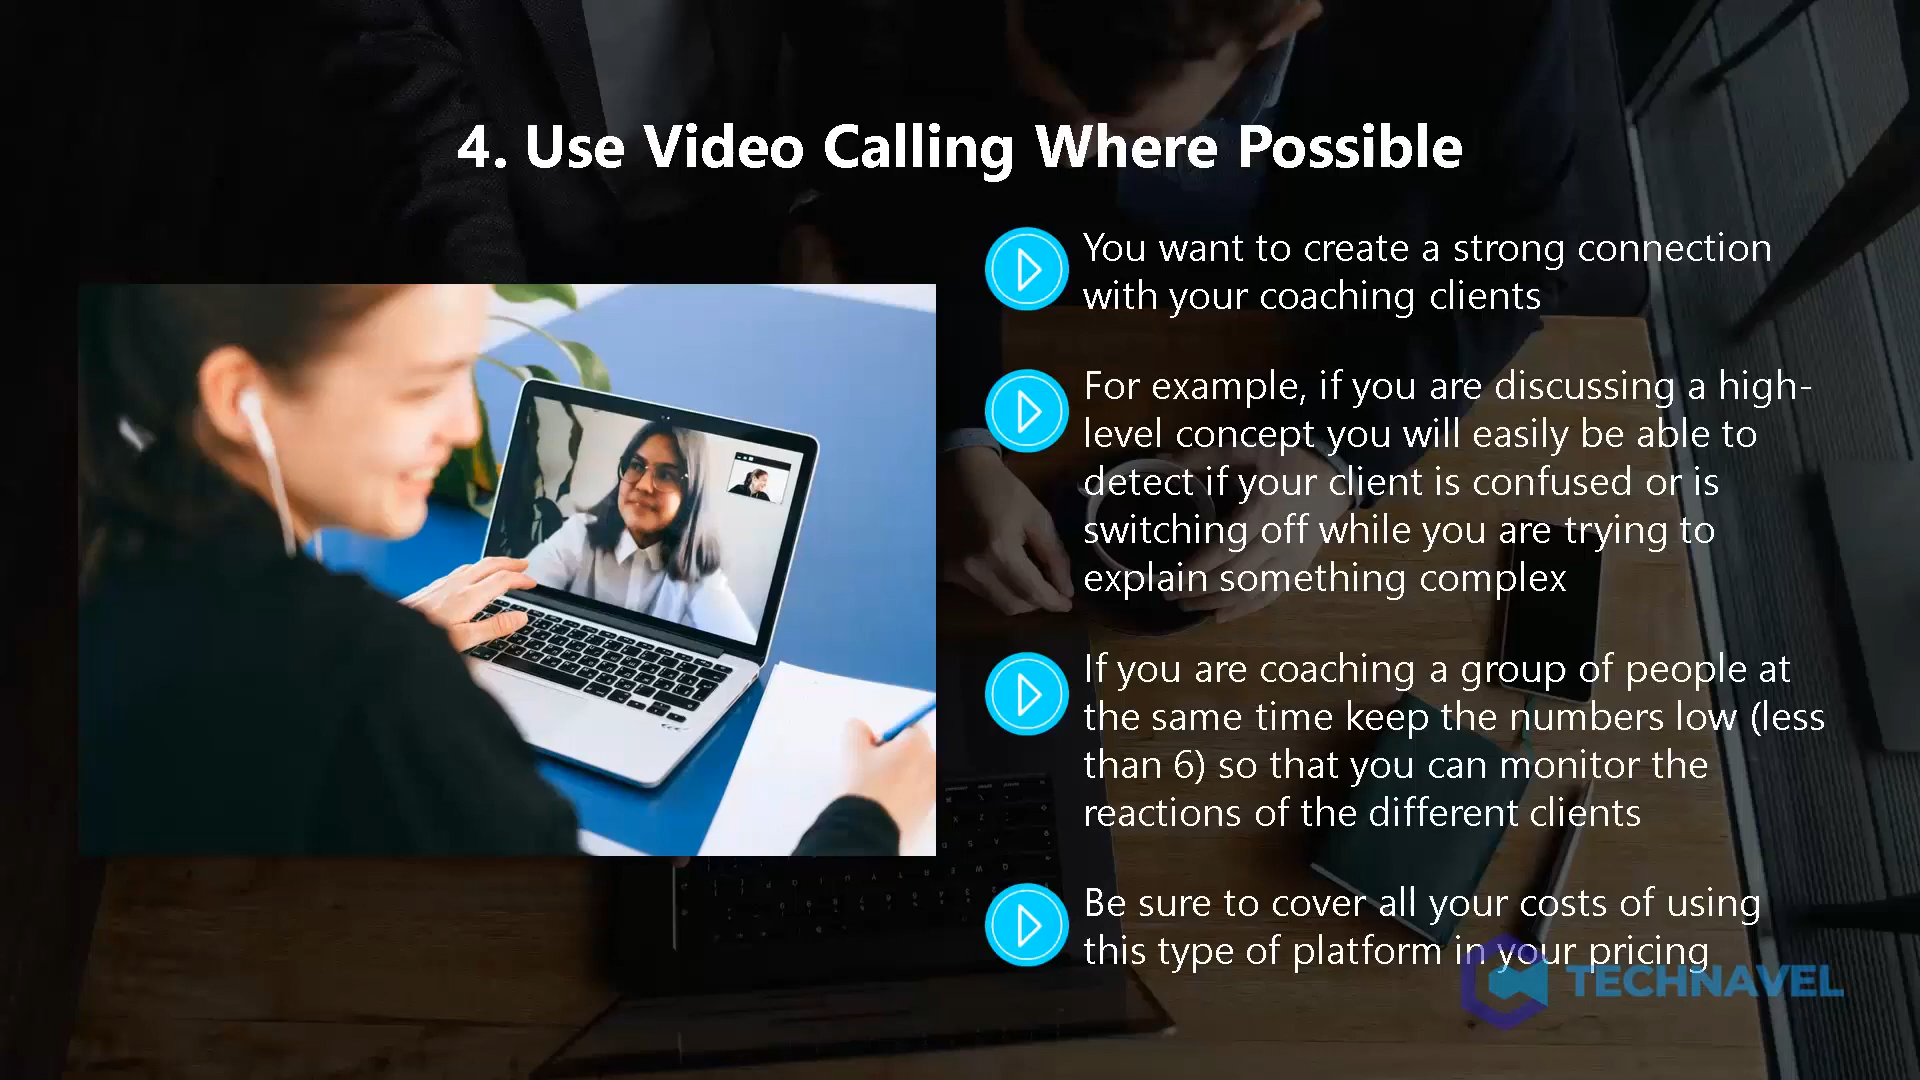 4. Use Video Calling Where Possible
You want to create a strong connection
with your coaching clients
For example, if you are discussing a high-
level concept you will easily be able to
detect if your client is confused or is
switching off while you are trying to
explain something complex
If you are coaching a group of people at
the same time keep the numbers low (less
than 6) so that you can monitor the
reactions of the different clients
Be sure to cover all your costs of using
this type of platform in your pricing
TECHNAVEL